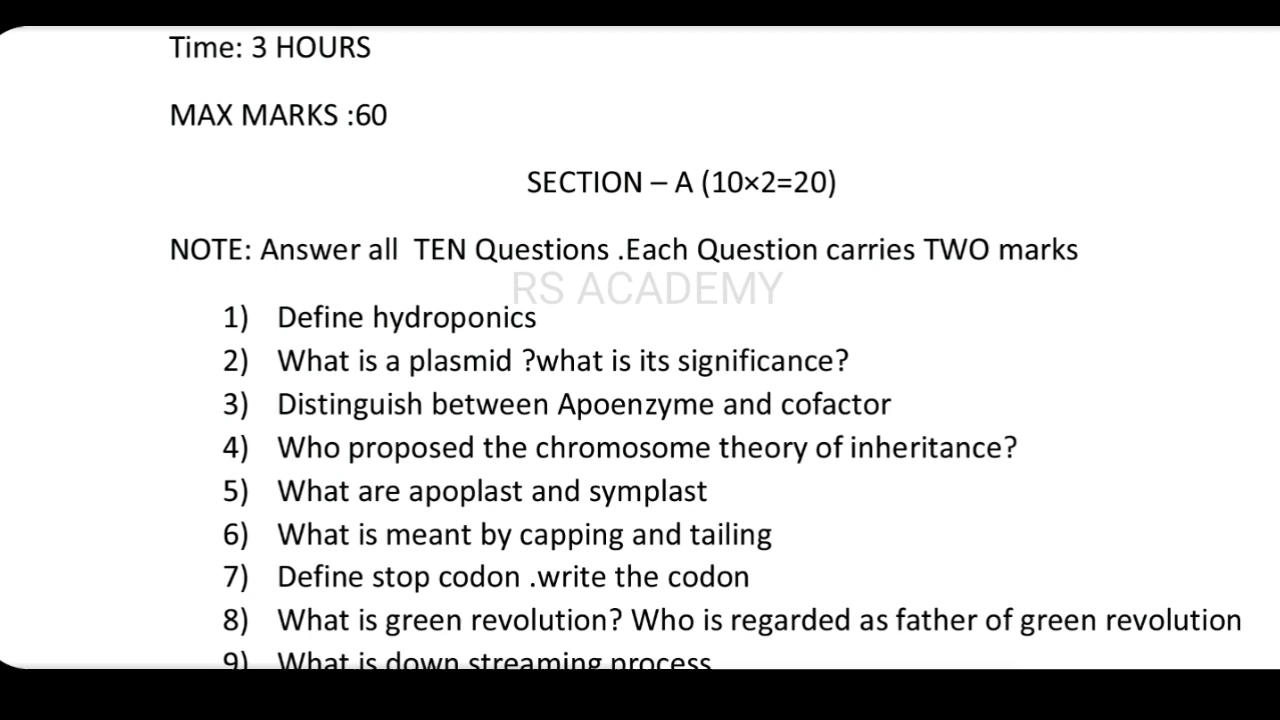 Time: 3 HOURS
MAX MARKS :60
SECTION – A (10×2=20)
NOTE: Answer all  TEN Questions .Each Question carries TWO marks
RS ACADEMY
1) Define hydroponics
2) What is a plasmid ?what is its significance?
3) Distinguish between Apoenzyme and cofactor
4) Who proposed the chromosome theory of inheritance?
5) What are apoplast and symplast
6) What is meant by capping and tailing
7) Define stop codon .write the codon
8) What is green revolution? Who is regarded as father of green revolution
9) What is down streaming process